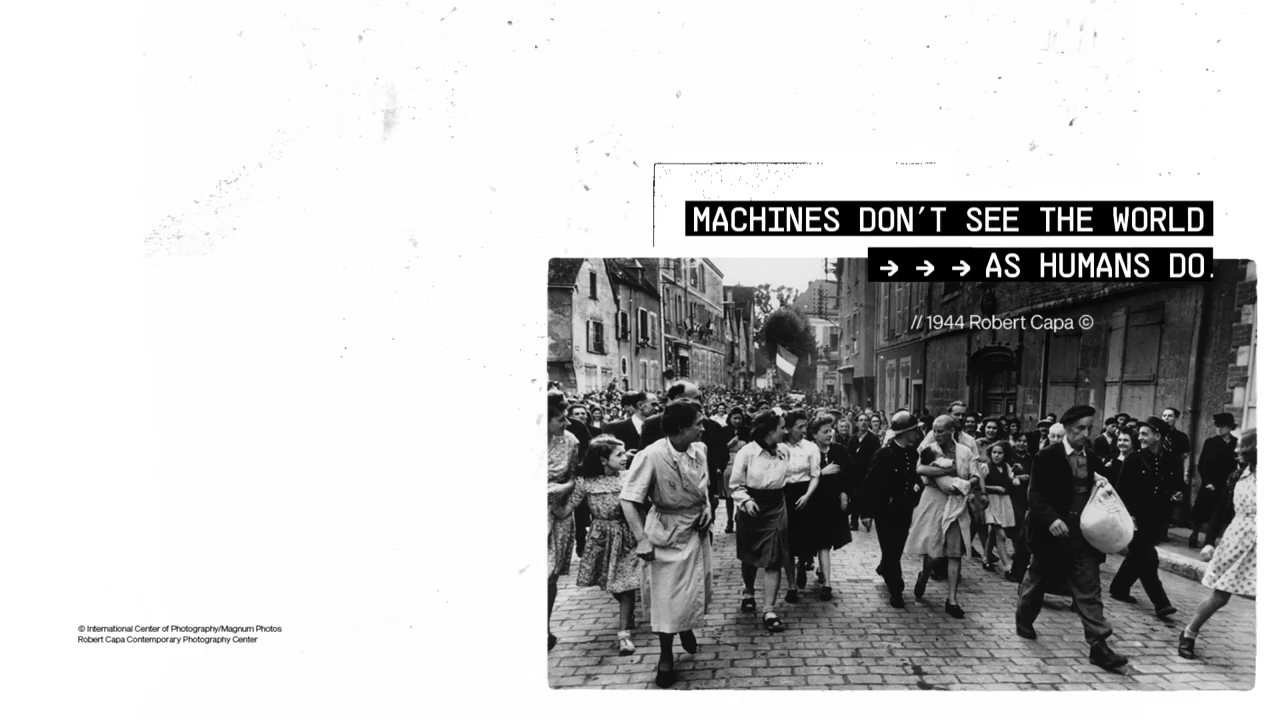 MACHINES DON'T SEE THE WORLD
→ → → AS HUMANS DO.
// 1944 Robert Capa ©
© International Center of Photography/Magnum Photos
Robert Capa Contemporary Photography Center